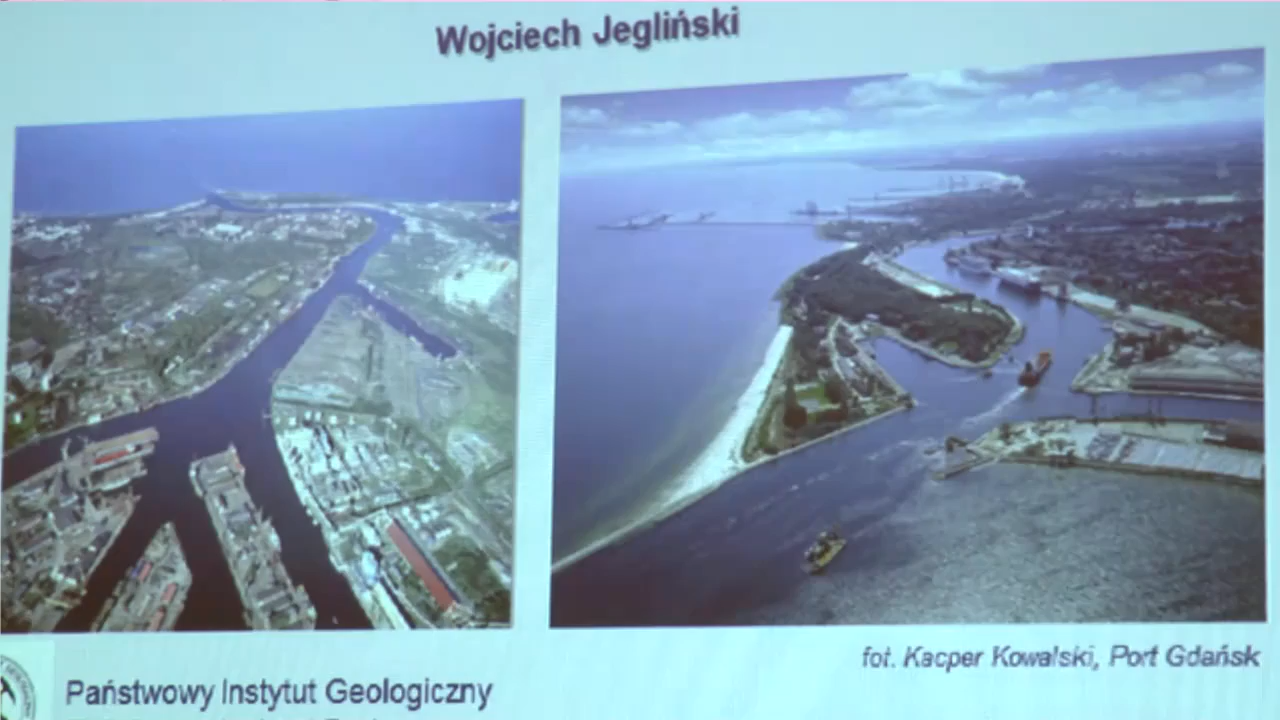 Wojciech Jegliński
fot. Kacper Kowalski, Port Gdańsk
Państwowy Instytut Geologiczny